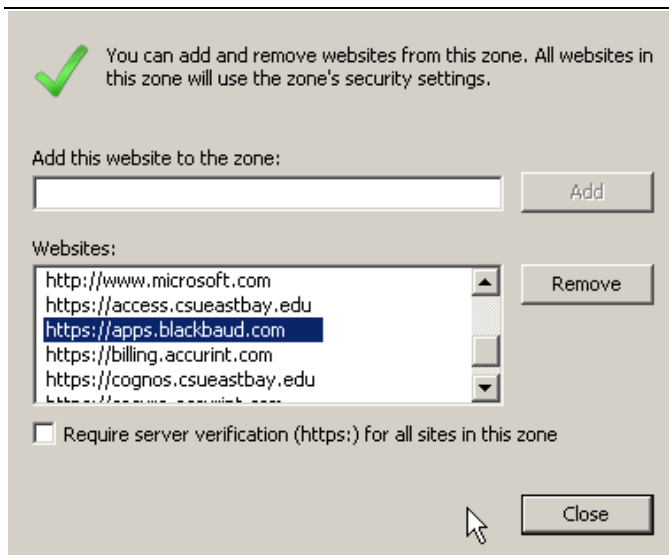 You can add and remove websites from this zone. All websites in
this zone will use the zone's security settings.
Add this website to the zone:
Add
Websites:
http://www.microsoft.com
https://access.csueastbay.edu
https://apps.blackbaud.com
https://billing.accurint.com
https://cognos.csueastbay.edu
Remove
Require server verification (https:) for all sites in this zone
Close